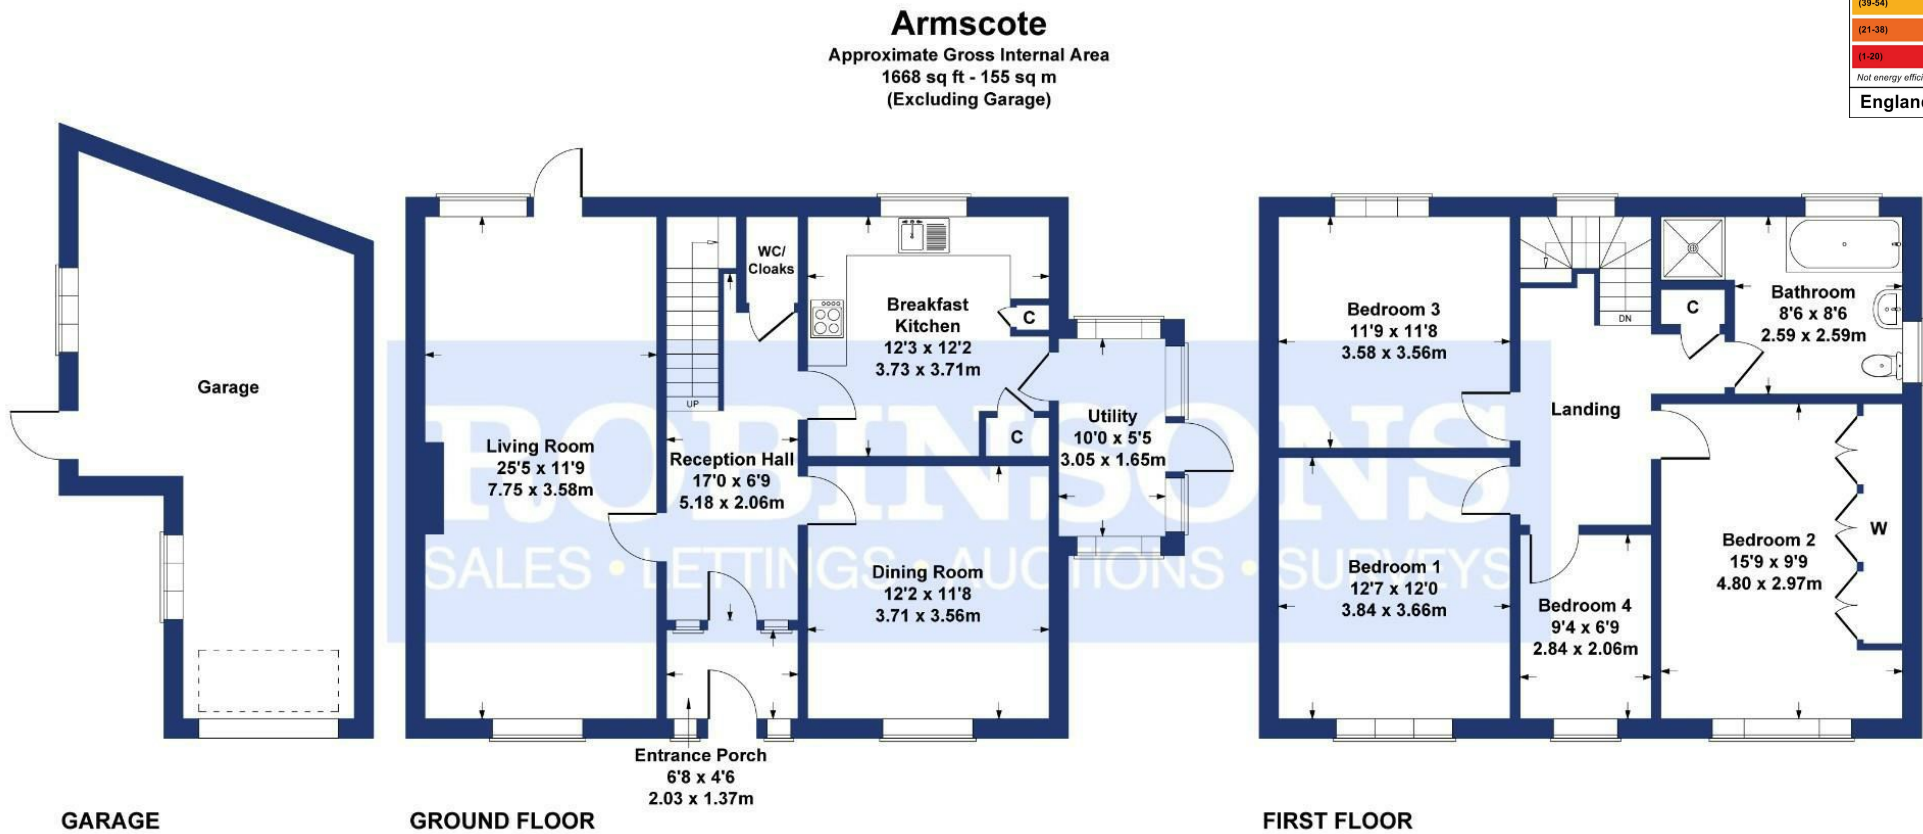 Armscote
Approximate Gross Internal Area
1668 sq ft - 155 sq m
(Excluding Garage)
(39-54)
(21-38)
(1-20)
Not energy effici
Englan
Garage
Living Room
25'5 x 11'9
7.75 x 3.58m
UP
Reception Hall
17'0 x 6'9
5.18 x 2.06m
WC/
Cloaks
Breakfast
Kitchen
12'3 x 12'2
3.73 x 3.71m
C
C
Utility
10'0 x 5'5
3.05 x 1.65m
Dining Room
12'2 x 11'8
3.71 x 3.56m
Entrance Porch
6'8 x 4'6
2.03 x 1.37m
Bedroom 3
11'9 x 11'8
3.58 x 3.56m
DN
C
Bathroom
8'6 x 8'6
2.59 x 2.59m
Landing
Bedroom 1
12'7 x 12'0
3.84 x 3.66m
Bedroom 4
9'4 x 6'9
2.84 x 2.06m
Bedroom 2
15'9 x 9'9
4.80 x 2.97m
W
ROBINSONS
SALES • LETTINGS • AUCTIONS • SURVEYS
GARAGE
GROUND FLOOR
FIRST FLOOR